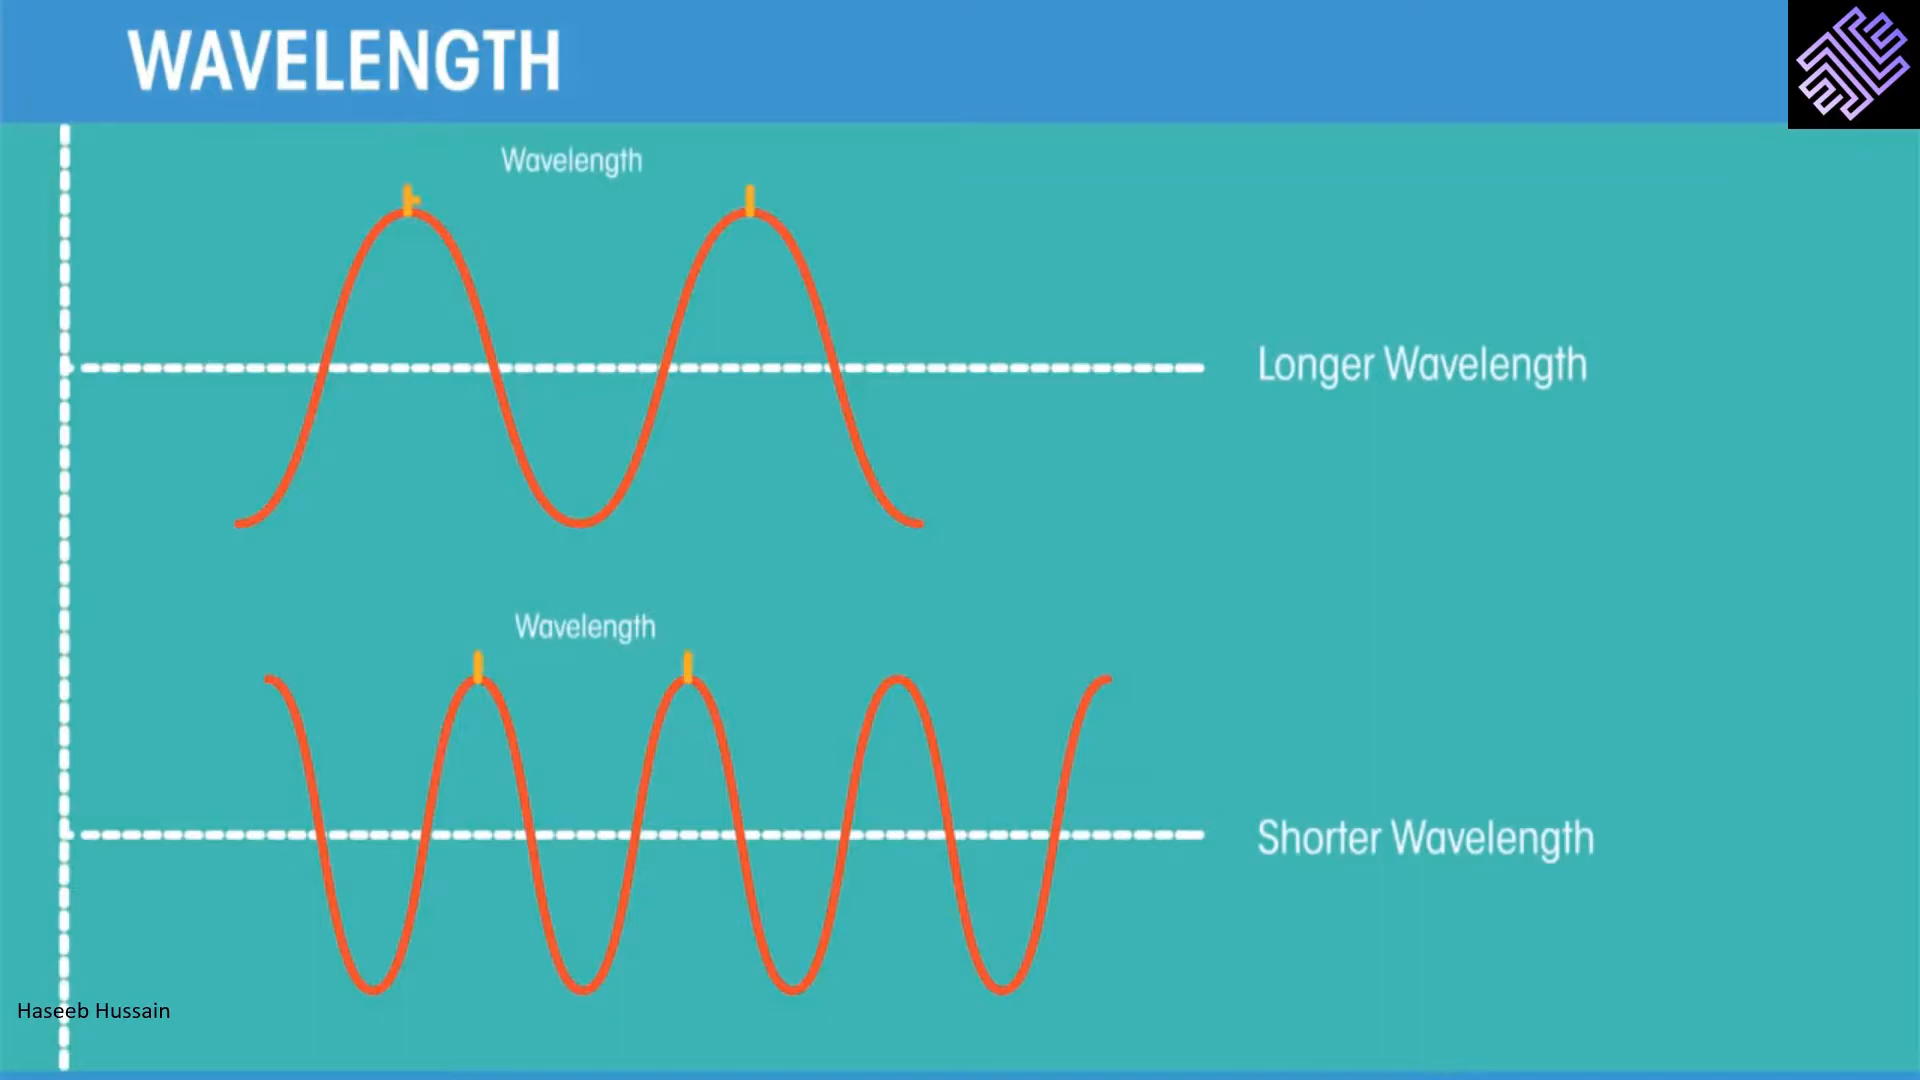 WAVELENGTH
Wavelength
Longer Wavelength
Wavelength
Shorter Wavelength
Haseeb Hussain